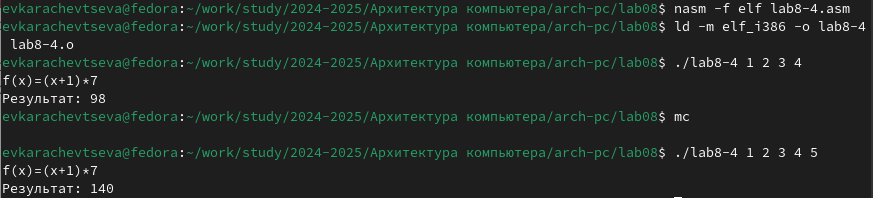 evkarachevtseva@fedora:~/work/study/2024-2025/Архитектура компьютера/arch-pc/lab08$ nasm -f elf lab8-4.asm
evkarachevtseva@fedora:~/work/study/2024-2025/Архитектура компьютера/arch-pc/lab08$ ld -m elf_i386 -o lab8-4
lab8-4.o
evkarachevtseva@fedora:~/work/study/2024-2025/Архитектура компьютера/arch-pc/lab08$ ./lab8-4 1 2 3 4
f(x)=(x+1)*7
Результат: 98
evkarachevtseva@fedora:~/work/study/2024-2025/Архитектура компьютера/arch-pc/lab08$ mc
evkarachevtseva@fedora:~/work/study/2024-2025/Архитектура компьютера/arch-pc/lab08$ ./lab8-4 1 2 3 4 5
f(x)=(x+1)*7
Результат: 140